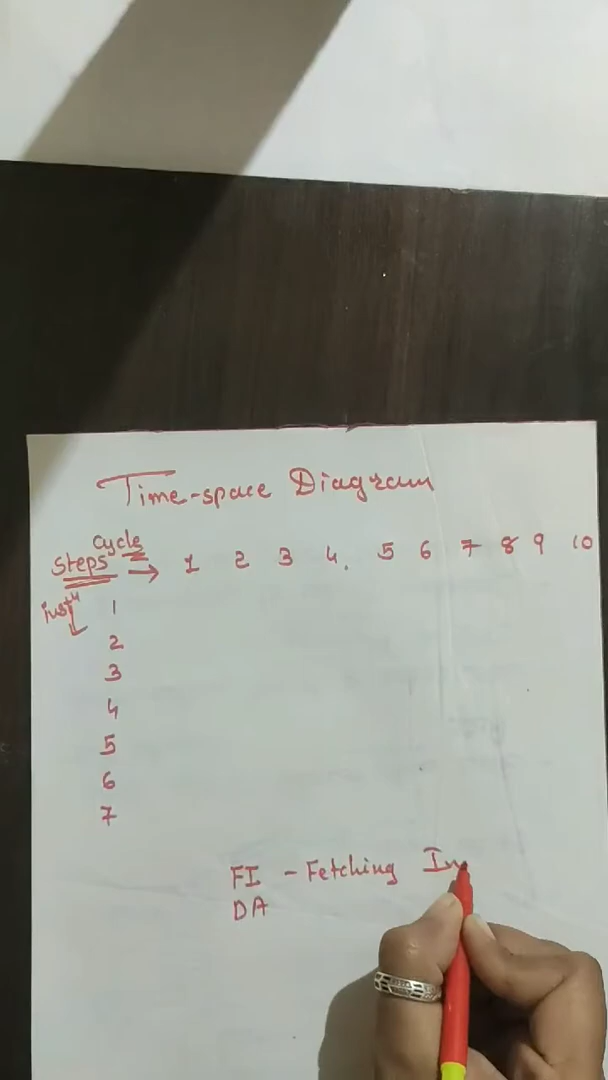 Time-space Diagram
Cycle
Steps → 1 2 3 4. 5 6 7 8 9 10
1
2
3
4
5
6
7
FI - Fetching In
DA